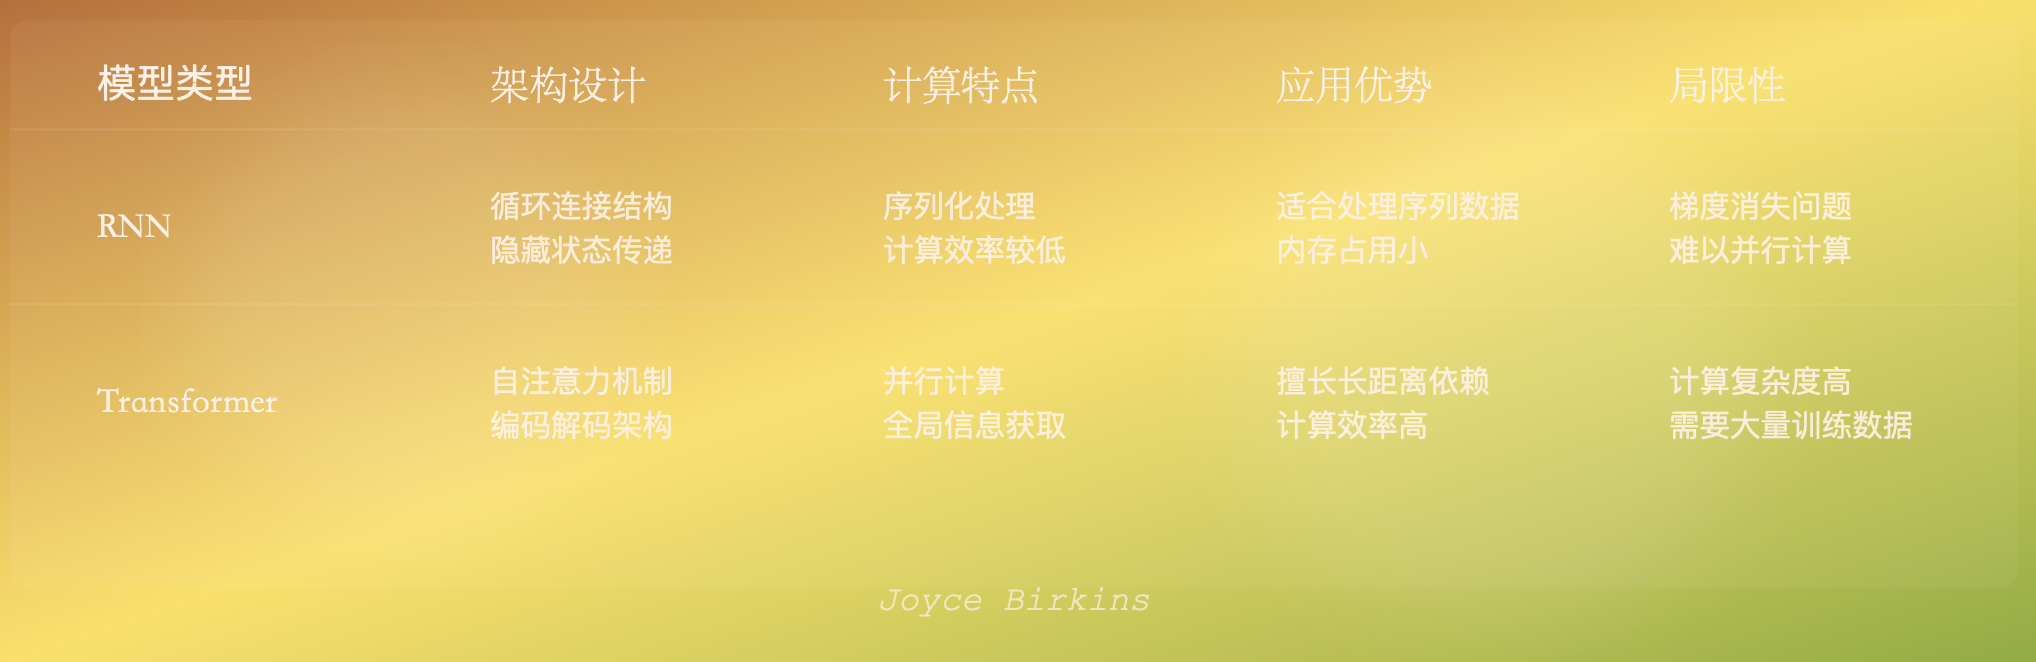 模型类型 架构设计 计算特点 应用优势 局限性
循环连接结构 序列化处理 适合处理序列数据 梯度消失问题
RNN
隐藏状态传递 计算效率较低 内存占用小 难以并行计算
自注意力机制 并行计算 擅长长距离依赖 计算复杂度高
Transformer
编码解码架构 全局信息获取 计算效率高 需要大量训练数据
Joyce Birkins